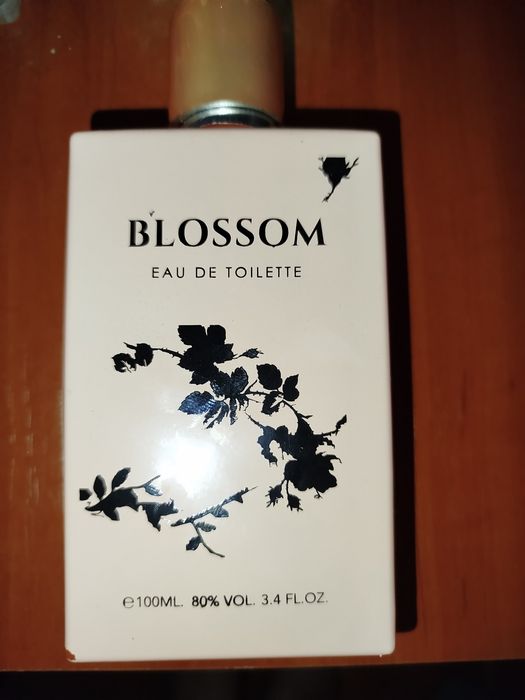 BLOSSOM
EAU DE TOILETTE
℮100ML. 80% VOL. 3.4 FL.OZ.